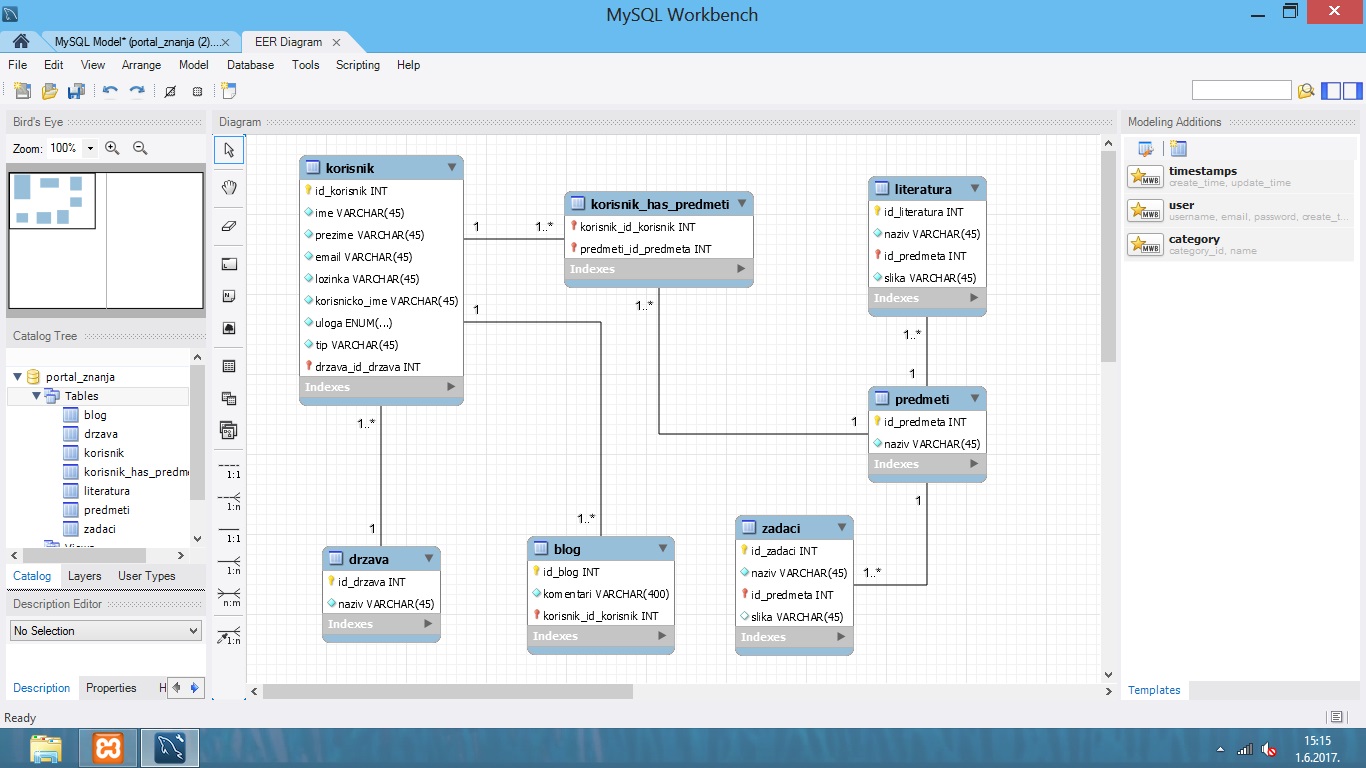 MySQL Workbench
MySQL Model* (portal_znanja (2)....
EER Diagram
File Edit View Arrange Model Database Tools Scripting Help
Bird's Eye
Zoom: 100%
Catalog Tree
portal_znanja
Tables
blog
drzava
korisnik
korisnik_has_predm
literatura
predmeti
zadaci
Catalog Layers User Types
Description Editor
No Selection
Description Properties H
Ready
Diagram
1:1
1:n
1:1
1:n
n:m
1:n
korisnik
id_korisnik INT
ime VARCHAR(45)
prezime VARCHAR(45)
email VARCHAR(45)
lozinka VARCHAR(45)
korisnicko_ime VARCHAR(45)
uloga ENUM(...)
tip VARCHAR(45)
drzava_id_drzava INT
Indexes
1
1..*
korisnik_has_predmeti
korisnik_id_korisnik INT
predmeti_id_predmeta INT
Indexes
1..*
1
literatura
id_literatura INT
naziv VARCHAR(45)
id_predmeta INT
slika VARCHAR(45)
Indexes
1..*
1
predmeti
id_predmeta INT
naziv VARCHAR(45)
Indexes
1
1..*
zadaci
id_zadaci INT
naziv VARCHAR(45)
id_predmeta INT
slika VARCHAR(45)
Indexes
1
1..*
blog
id_blog INT
komentari VARCHAR(400)
korisnik_id_korisnik INT
Indexes
1..*
1
drzava
id_drzava INT
naziv VARCHAR(45)
Indexes
Modeling Additions
MWB
timestamps
create_time, update_time
MWB
user
username, email, password, create_t...
MWB
category
category_id, name
Templates
15:15
1.6.2017.